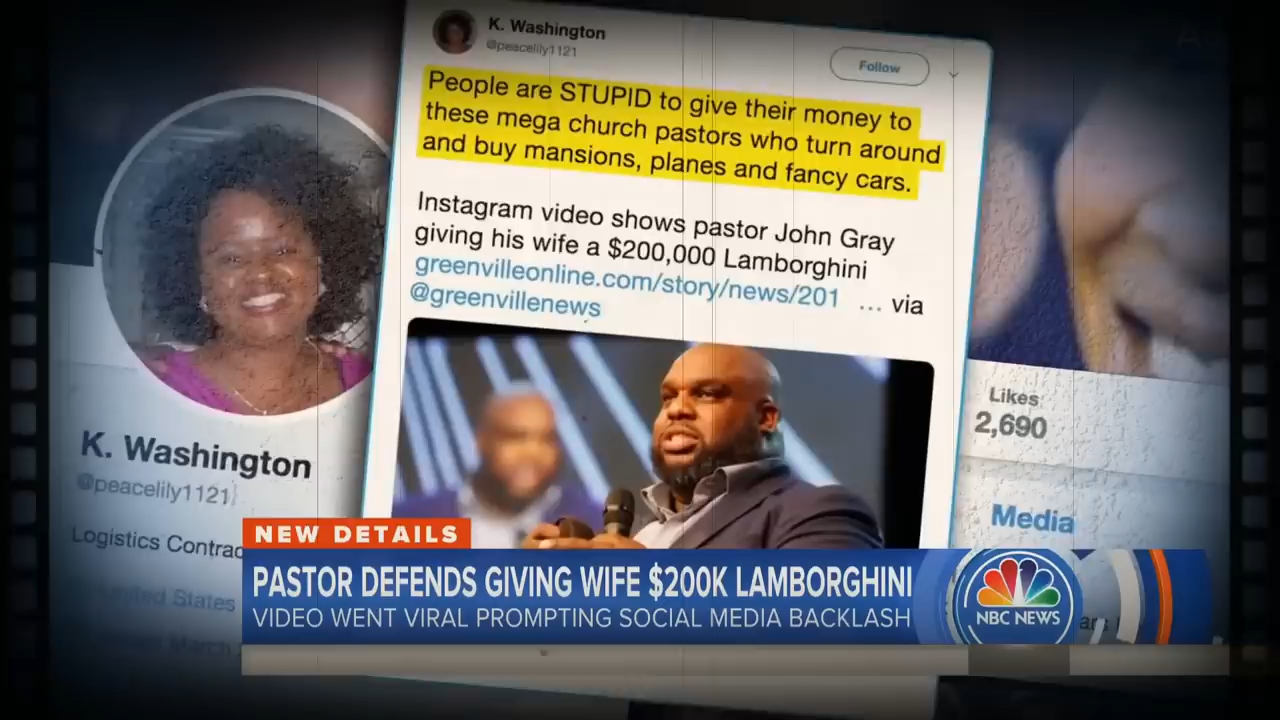 K. Washington
@peacelily1121
Follow
People are STUPID to give their money to
these mega church pastors who turn around
and buy mansions, planes and fancy cars.
Instagram video shows pastor John Gray
giving his wife a $200,000 Lamborghini
greenvilleonline.com/story/news/201 ... via
@greenvillenews
K. Washington
@peacelily1121
Logistics Contrac
United States
March
Likes
2,690
Media
NEW DETAILS
PASTOR DEFENDS GIVING WIFE $200K LAMBORGHINI
VIDEO WENT VIRAL PROMPTING SOCIAL MEDIA BACKLASH
NBC NEWS